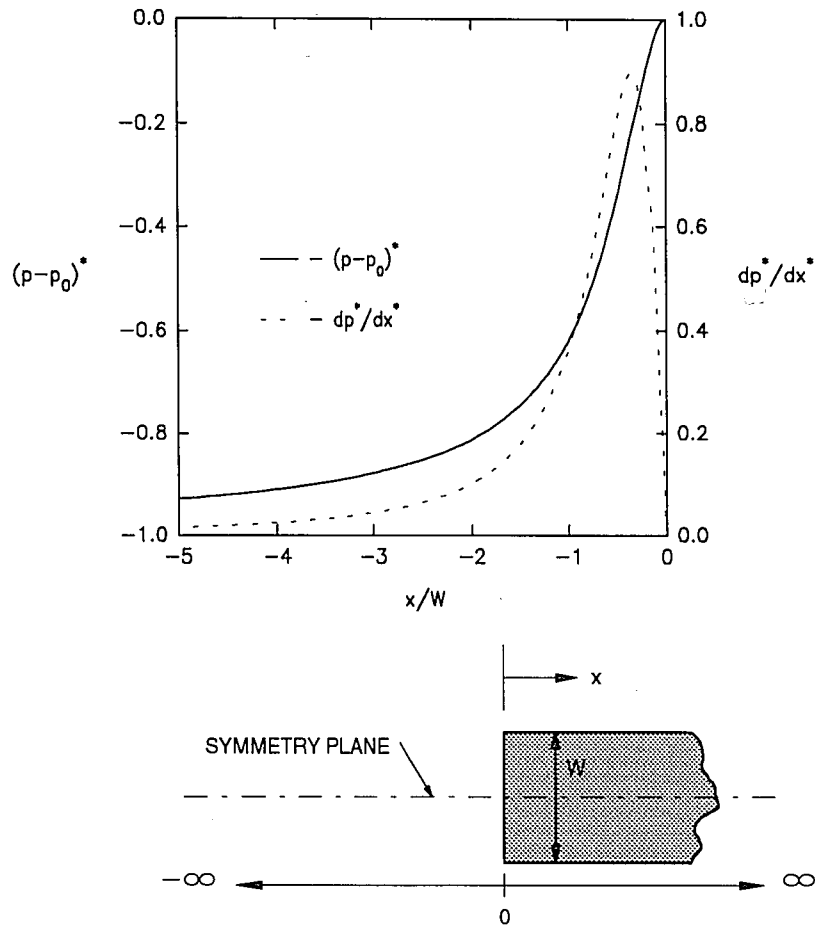 0.0
-0.2
-0.4
-0.6
-0.8
-1.0
(p-p₀)*
— – (p-p₀)*
- - - – dp*/dx*
1.0
0.8
0.6
0.4
0.2
0.0
dp*/dx*
-5 -4 -3 -2 -1 0
x/W
x
SYMMETRY PLANE
W
-∞ ∞
0